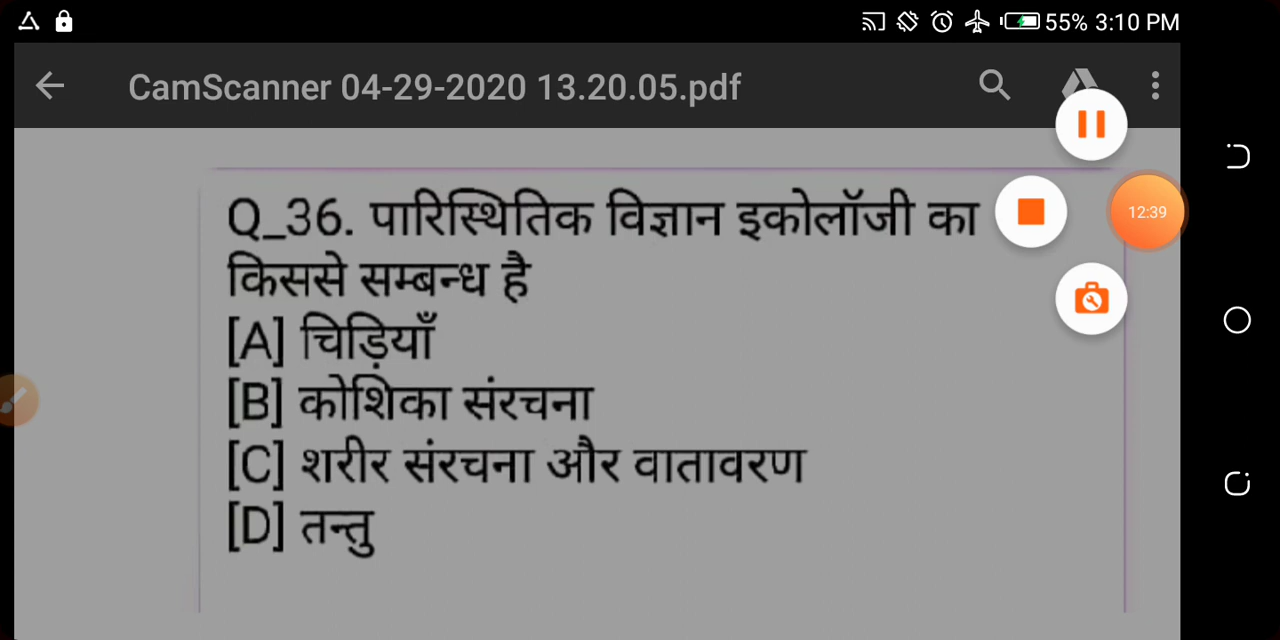 55% 3:10 PM
CamScanner 04-29-2020 13.20.05.pdf
Q_36. पारिस्थितिक विज्ञान इकोलॉजी का
12:39
किससे सम्बन्ध है
[A] चिड़ियाँ
[B] कोशिका संरचना
[C] शरीर संरचना और वातावरण
[D] तन्तु